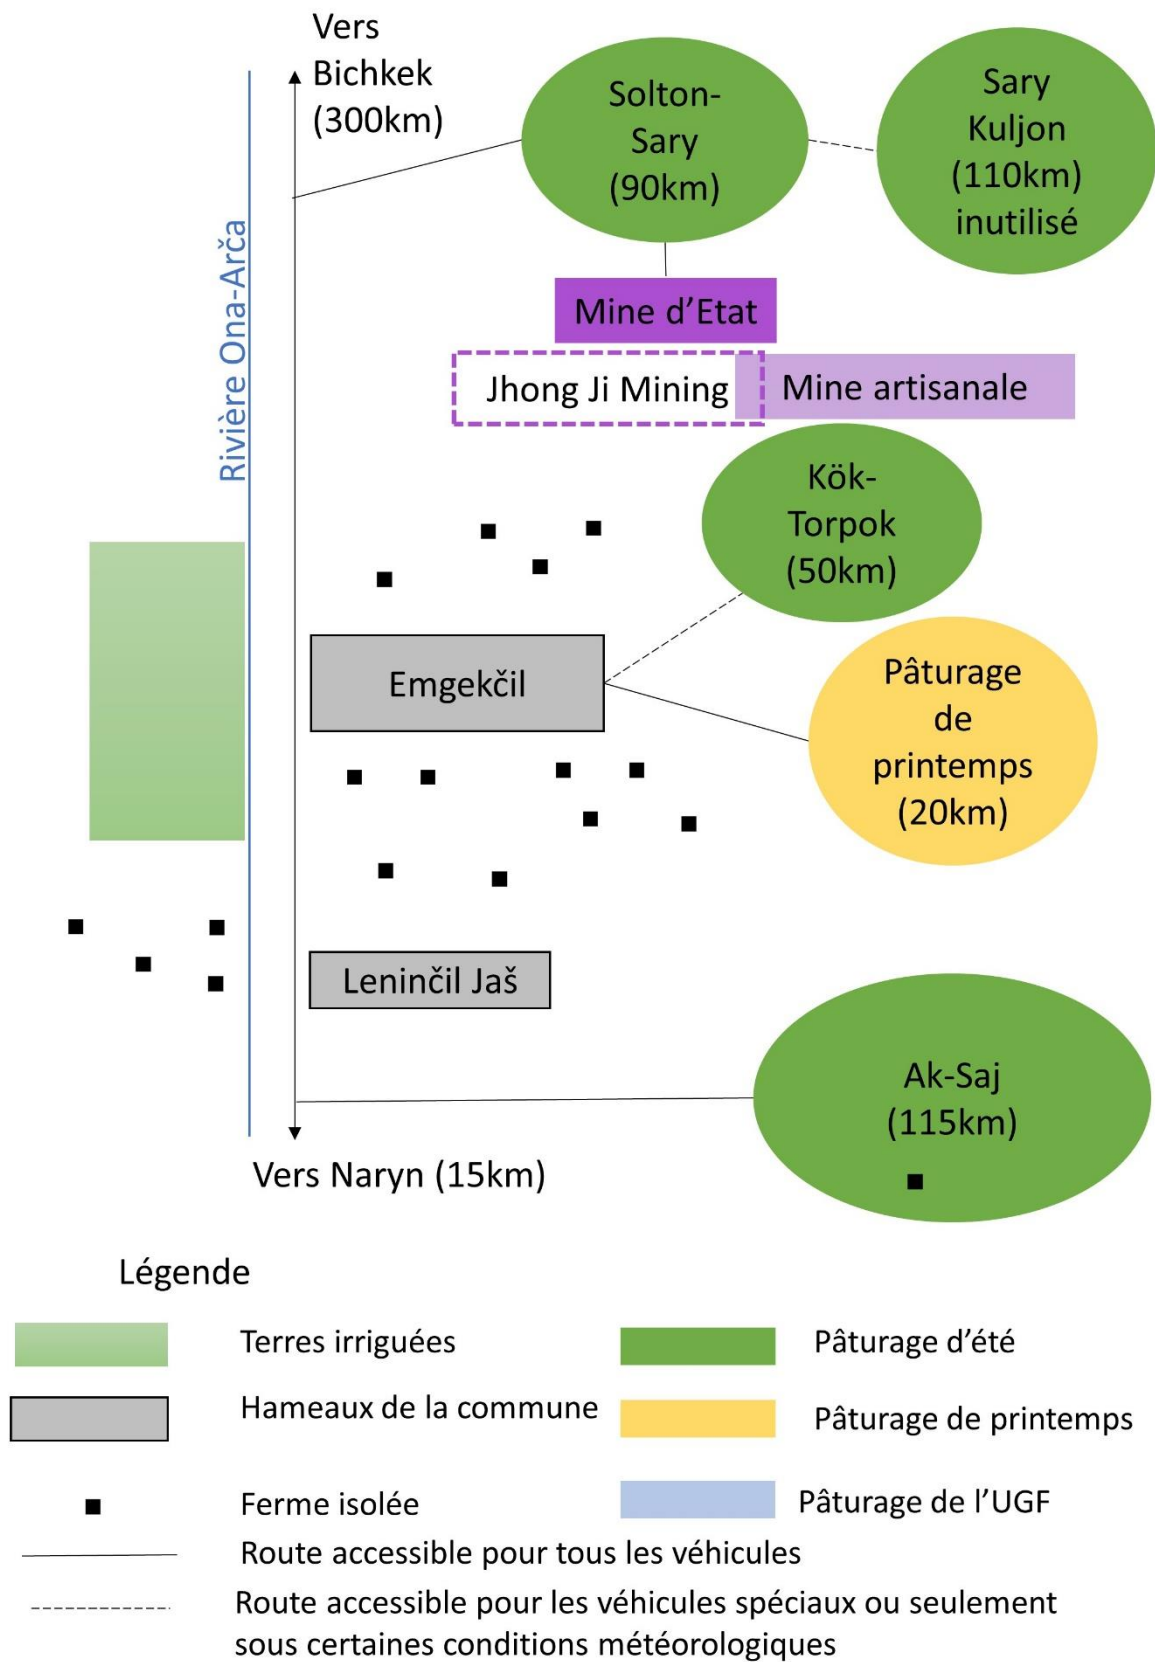 Vers
Bichkek
(300km)
Solton-
Sary
(90km)
Sary
Kuljon
(110km)
inutilisé
Rivière Ona-Arča
Mine d’Etat
Jhong Ji Mining
Mine artisanale
Kök-
Torpok
(50km)
Emgekčil
Pâturage
de
printemps
(20km)
Leninčil Jaš
Ak-Saj
(115km)
Vers Naryn (15km)
Légende
Terres irriguées
Pâturage d’été
Hameaux de la commune
Pâturage de printemps
Ferme isolée
Pâturage de l’UGF
Route accessible pour tous les véhicules
Route accessible pour les véhicules spéciaux ou seulement
sous certaines conditions météorologiques